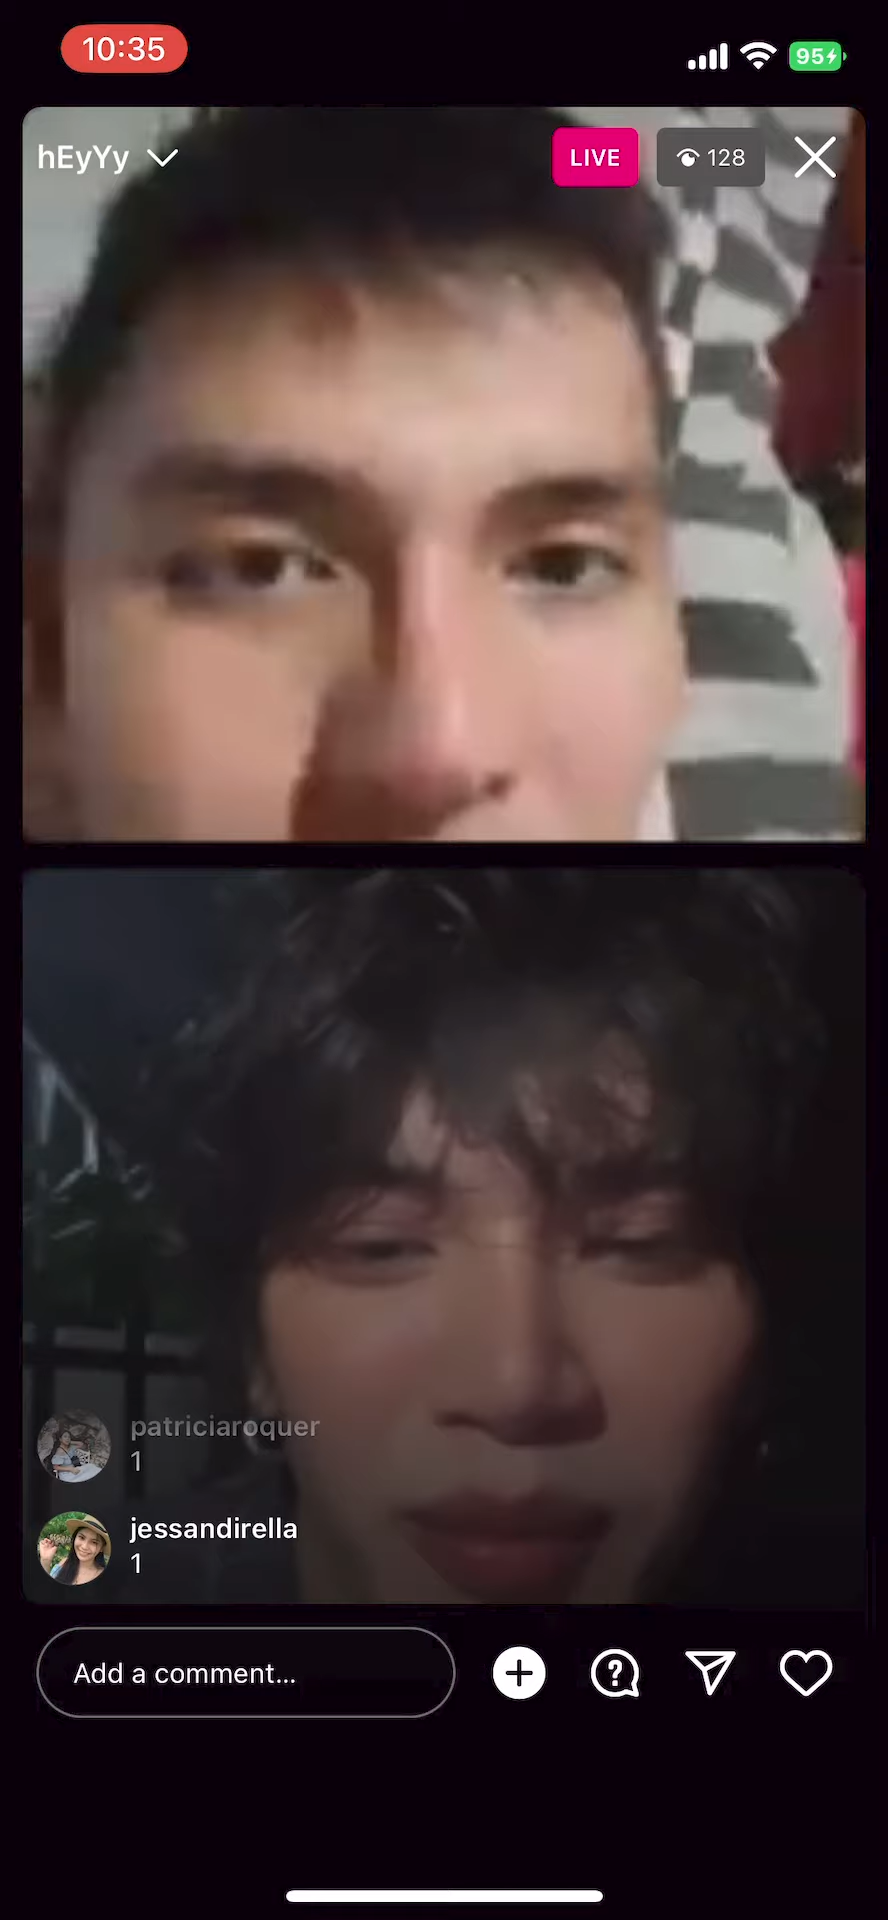 10:35
95
hEyYy
LIVE
128
patriciaroquer
1
jessandirella
1
Add a comment...